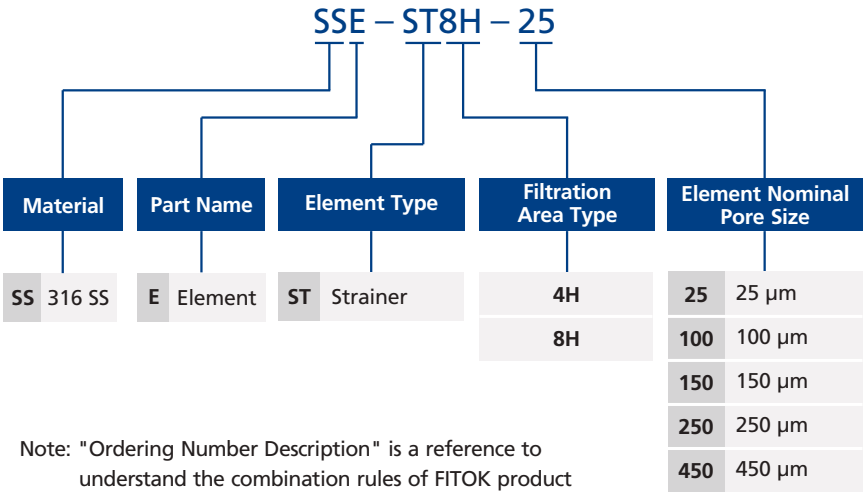 SSE – ST8H – 25
Material
Part Name
Element Type
Filtration
Area Type
Element Nominal
Pore Size
SS 316 SS
E Element
ST Strainer
4H
8H
25 25 μm
100 100 μm
150 150 μm
250 250 μm
450 450 μm
Note: "Ordering Number Description" is a reference to
understand the combination rules of FITOK product